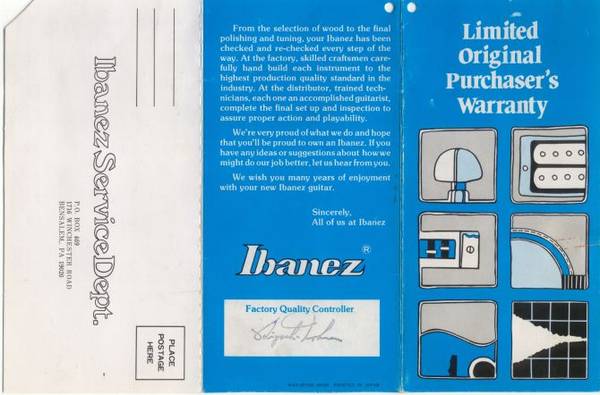 Ibanez Service Dept.
P.O. BOX 469
1716 WINCHESTER ROAD
BENSALEM, PA 19020
PLACE
POSTAGE
HERE
From the selection of wood to the final
polishing and tuning, your Ibanez has been
checked and re-checked every step of the
way. At the factory, skilled craftsmen care-
fully hand build each instrument to the
highest production quality standard in the
industry. At the distributor, trained tech-
nicians, each one an accomplished guitarist,
complete the final set up and inspection to
assure proper action and playability.
We're very proud of what we do and hope
that you'll be proud to own an Ibanez. If you
have any ideas or suggestions about how we
might do our job better, let us hear from you.
We wish you many years of enjoyment
with your new Ibanez guitar.
Sincerely,
All of us at Ibanez
Ibanez®
Factory Quality Controller
PRINTED IN JAPAN
Limited
Original
Purchaser's
Warranty